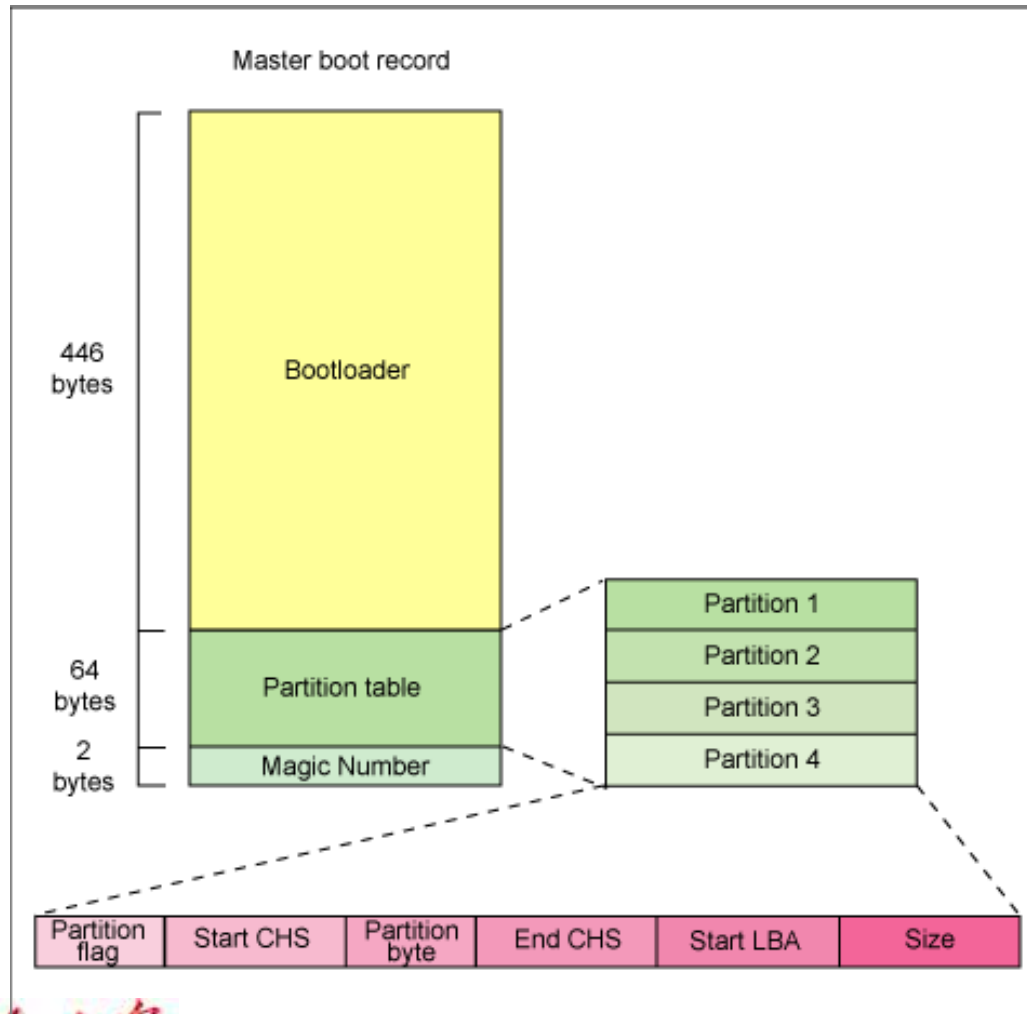 Master boot record
446
bytes
Bootloader
64
bytes
Partition table
2
bytes
Magic Number
Partition 1
Partition 2
Partition 3
Partition 4
Partition
flag
Start CHS
Partition
byte
End CHS
Start LBA
Size